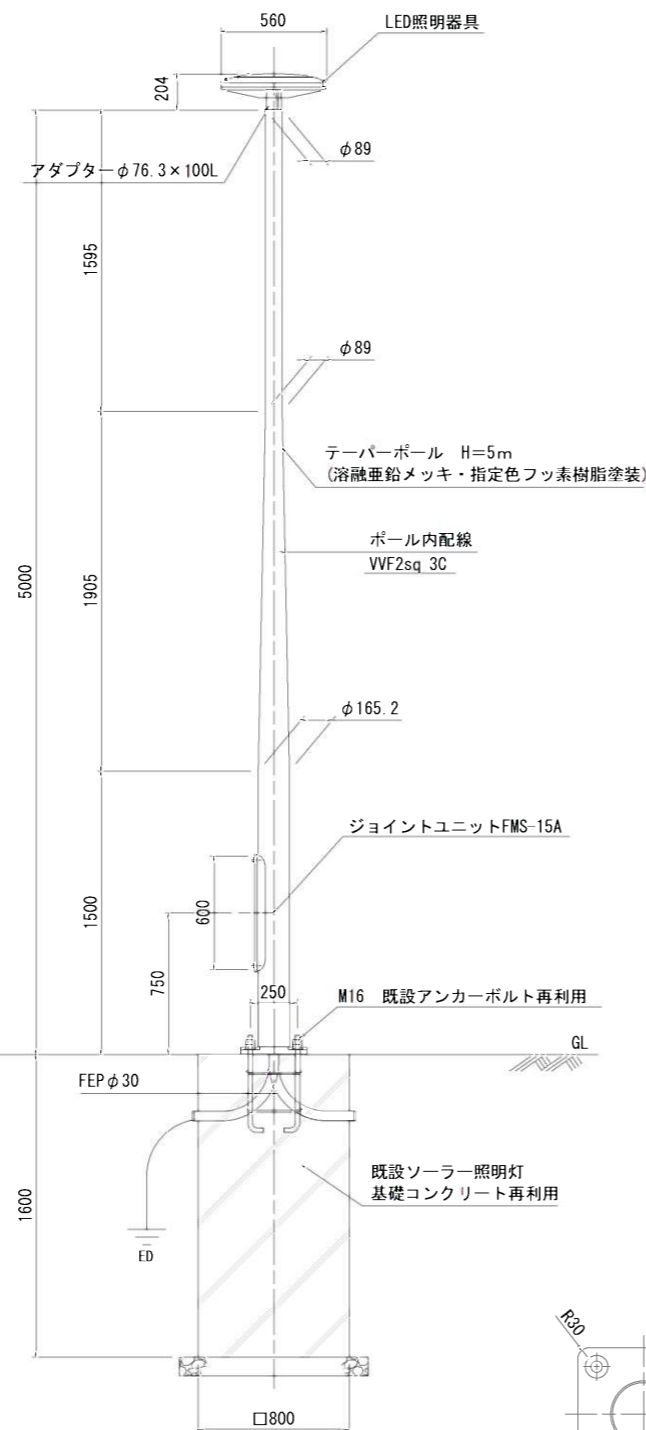 560
LED照明器具
204
φ89
アダプターφ76.3×100L
1595
φ89
テーパーポール H=5m
(溶融亜鉛メッキ・指定色フッ素樹脂塗装)
ポール内配線
VVF2sq 3C
5000
1905
φ165.2
ジョイントユニットFMS-15A
600
1500
750
250
M16 既設アンカーボルト再利用
GL
FEPφ30
既設ソーラー照明灯
基礎コンクリート再利用
1600
ED
R30
□800